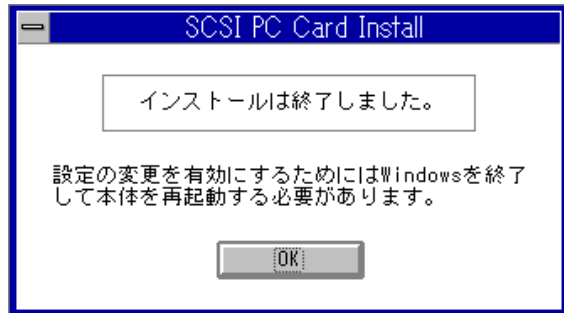 SCSI PC Card Install
インストールは終了しました。
設定の変更を有効にするためにはWindowsを終了
して本体を再起動する必要があります。
OK